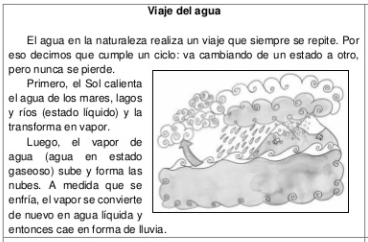 Viaje del agua
El agua en la naturaleza realiza un viaje que siempre se repite. Por
eso decimos que cumple un ciclo: va cambiando de un estado a otro,
pero nunca se pierde.
Primero, el Sol calienta
el agua de los mares, lagos
y ríos (estado líquido) y la
transforma en vapor.
Luego, el vapor de
agua (agua en estado
gaseoso) sube y forma las
nubes. A medida que se
enfría, el vapor se convierte
de nuevo en agua líquida y
entonces cae en forma de lluvia.